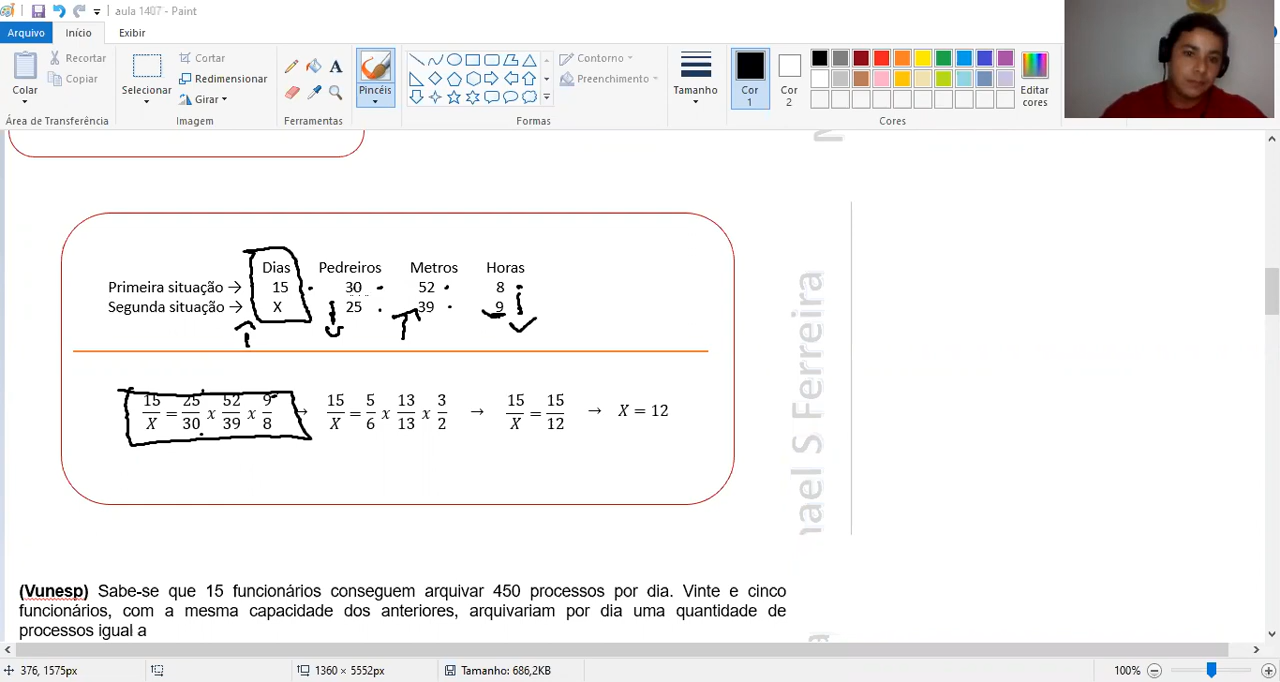 aula 1407 - Paint
Arquivo Início Exibir
Colar
Recortar
Copiar
Área de Transferência
Selecionar
Cortar
Redimensionar
Girar
Imagem
A
Ferramentas
Pincéis
Contorno
Preenchimento
Formas
Tamanho
Cor 1
Cor 2
Cores
Editar cores
Dias Pedreiros Metros Horas
Primeira situação → 15 30 52 8
Segunda situação → X 25 39 9
15/X = 25/30 x 52/39 x 9/8 → 15/X = 5/6 x 13/13 x 3/2 → 15/X = 15/12 → X = 12
ael S Ferreira
(Vunesp) Sabe-se que 15 funcionários conseguem arquivar 450 processos por dia. Vinte e cinco
funcionários, com a mesma capacidade dos anteriores, arquivariam por dia uma quantidade de
processos igual a
376, 1575px
1360 × 5552px
Tamanho: 686,2KB
100%